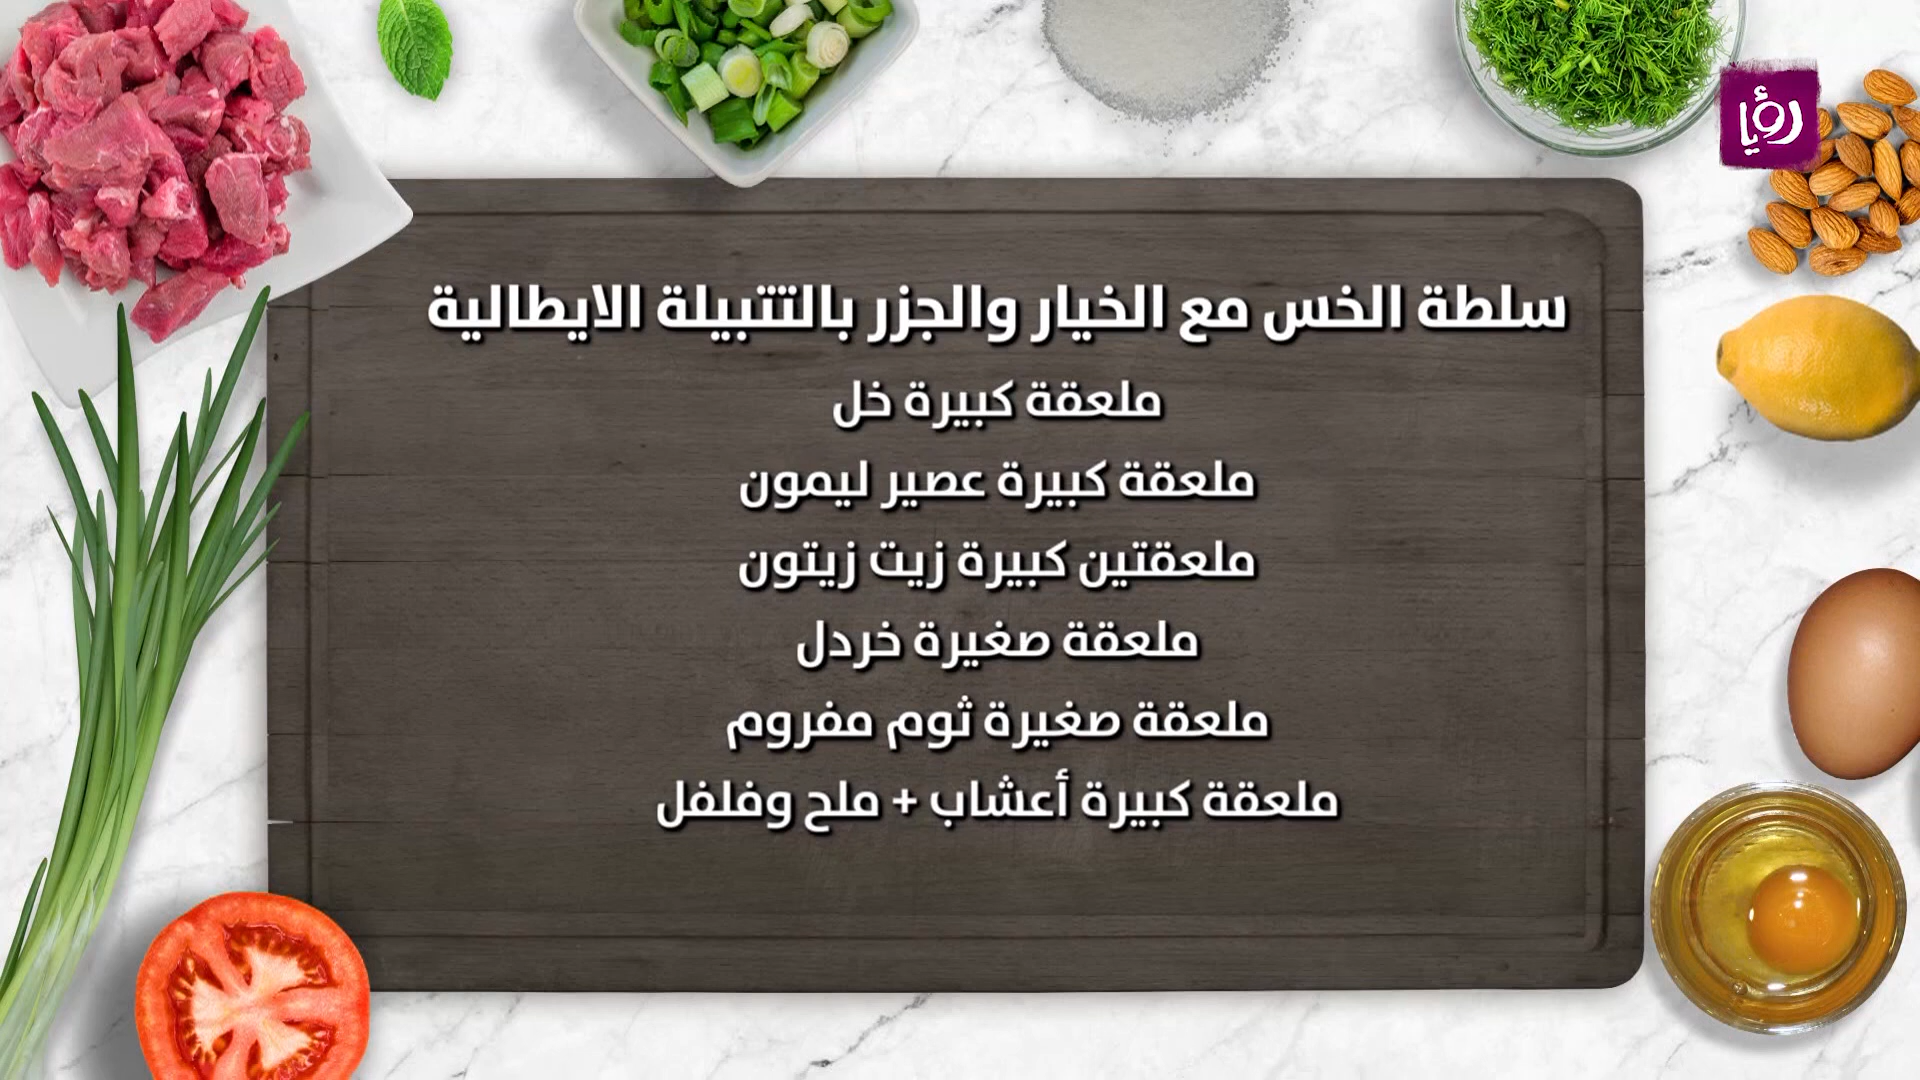 رؤيا
سلطة الخس مع الخيار والجزر بالتتبيلة الايطالية
ملعقة كبيرة خل
ملعقة كبيرة عصير ليمون
ملعقتين كبيرة زيت زيتون
ملعقة صغيرة خردل
ملعقة صغيرة ثوم مفروم
ملعقة كبيرة أعشاب + ملح وفلفل